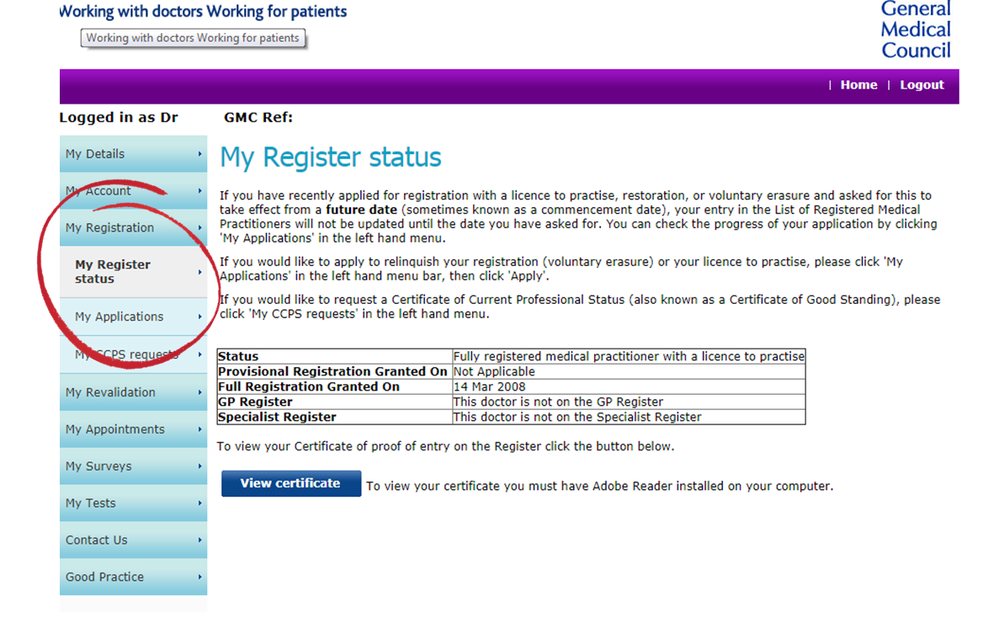 Working with doctors Working for patients
Working with doctors Working for patients
General
Medical
Council
| Home | Logout
Logged in as Dr GMC Ref:
My Details
My Account
My Registration
My Register
status
My Applications
My CCPS requests
My Revalidation
My Appointments
My Surveys
My Tests
Contact Us
Good Practice
My Register status
If you have recently applied for registration with a licence to practise, restoration, or voluntary erasure and asked for this to
take effect from a future date (sometimes known as a commencement date), your entry in the List of Registered Medical
Practitioners will not be updated until the date you have asked for. You can check the progress of your application by clicking
'My Applications' in the left hand menu.
If you would like to apply to relinquish your registration (voluntary erasure) or your licence to practise, please click 'My
Applications' in the left hand menu bar, then click 'Apply'.
If you would like to request a Certificate of Current Professional Status (also known as a Certificate of Good Standing), please
click 'My CCPS requests' in the left hand menu.
Status Fully registered medical practitioner with a licence to practise
Provisional Registration Granted On Not Applicable
Full Registration Granted On 14 Mar 2008
GP Register This doctor is not on the GP Register
Specialist Register This doctor is not on the Specialist Register
To view your Certificate of proof of entry on the Register click the button below.
View certificate To view your certificate you must have Adobe Reader installed on your computer.